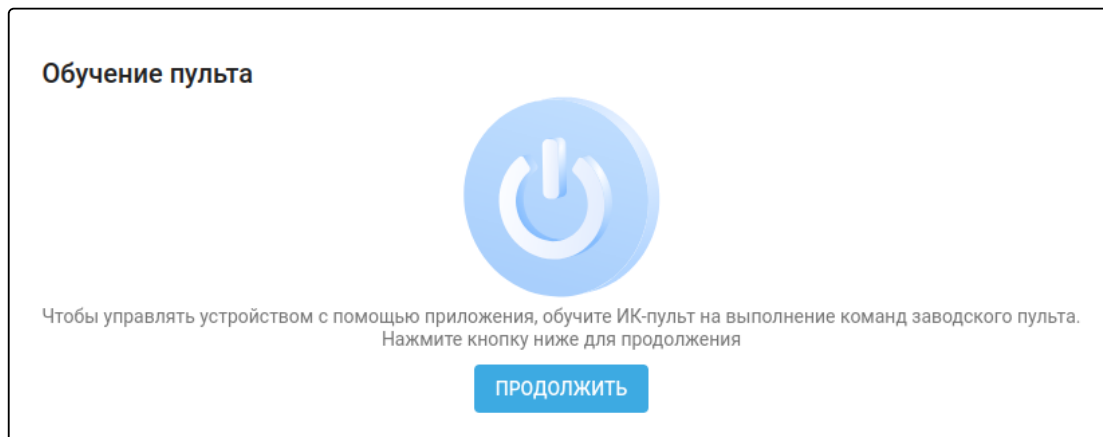 Обучение пульта
Чтобы управлять устройством с помощью приложения, обучите ИК-пульт на выполнение команд заводского пульта.
Нажмите кнопку ниже для продолжения
ПРОДОЛЖИТЬ